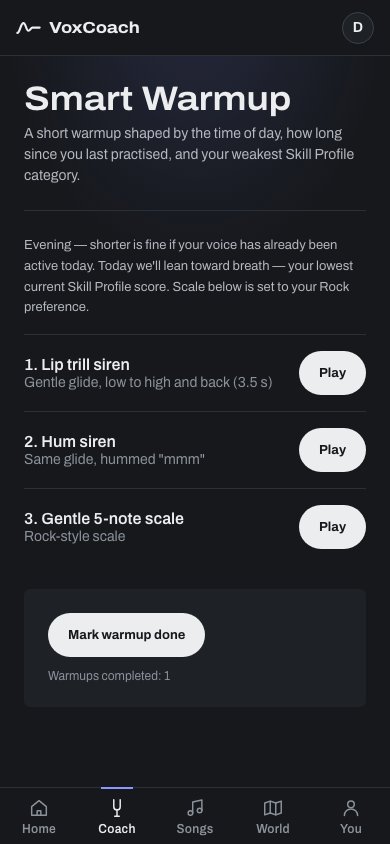 VoxCoach
D
Smart Warmup
A short warmup shaped by the time of day, how long
since you last practised, and your weakest Skill Profile
category.
Evening — shorter is fine if your voice has already been
active today. Today we'll lean toward breath — your lowest
current Skill Profile score. Scale below is set to your Rock
preference.
1. Lip trill siren
Gentle glide, low to high and back (3.5 s)
Play
2. Hum siren
Same glide, hummed "mmm"
Play
3. Gentle 5-note scale
Rock-style scale
Play
Mark warmup done
Warmups completed: 1
Home
Coach
Songs
World
You